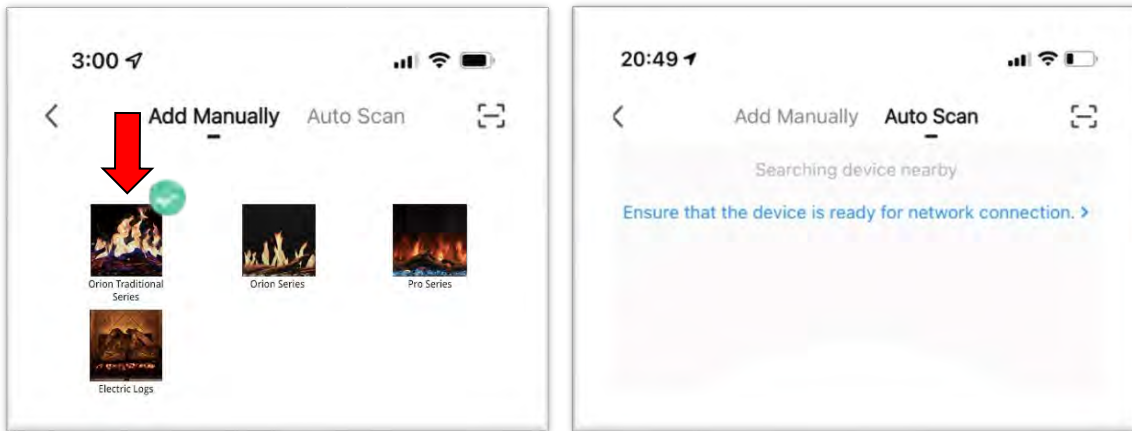 3:00
Add Manually Auto Scan
Orion Traditional
Series
Orion Series
Pro Series
Electric Logs
20:49
Add Manually Auto Scan
Searching device nearby
Ensure that the device is ready for network connection. >